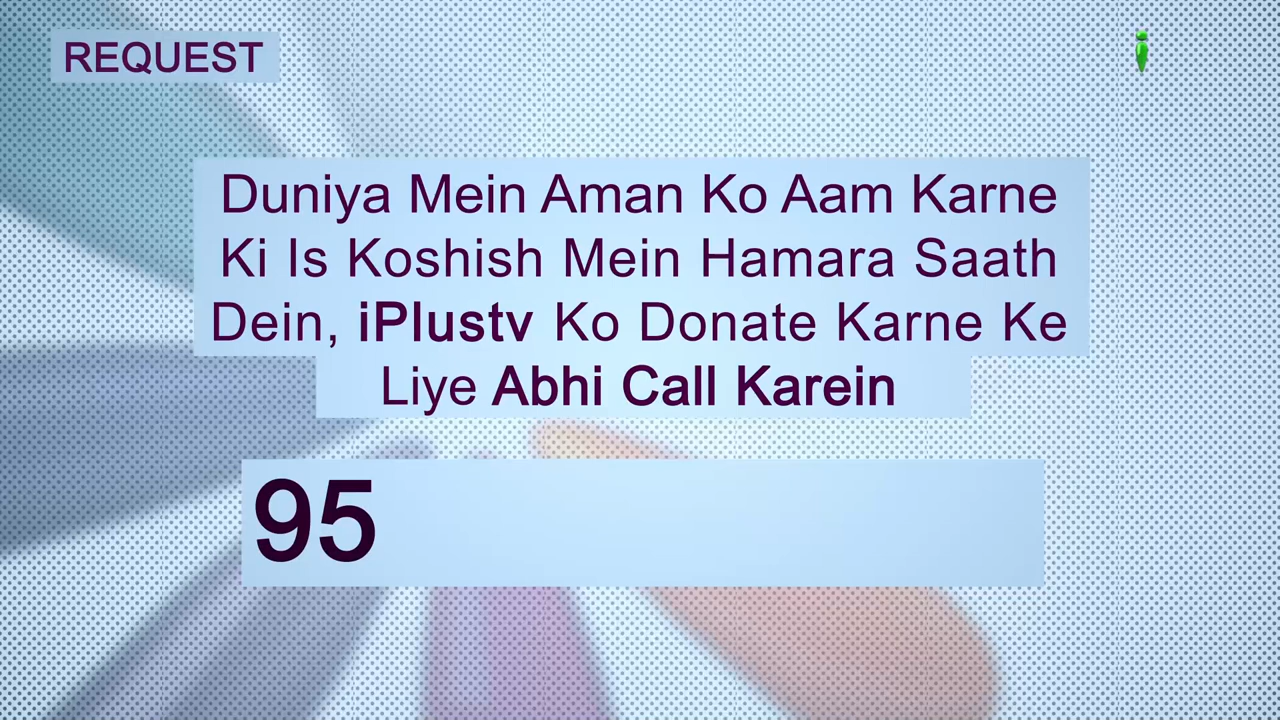 REQUEST
i
Duniya Mein Aman Ko Aam Karne
Ki Is Koshish Mein Hamara Saath
Dein, iPlustv Ko Donate Karne Ke
Liye Abhi Call Karein
95